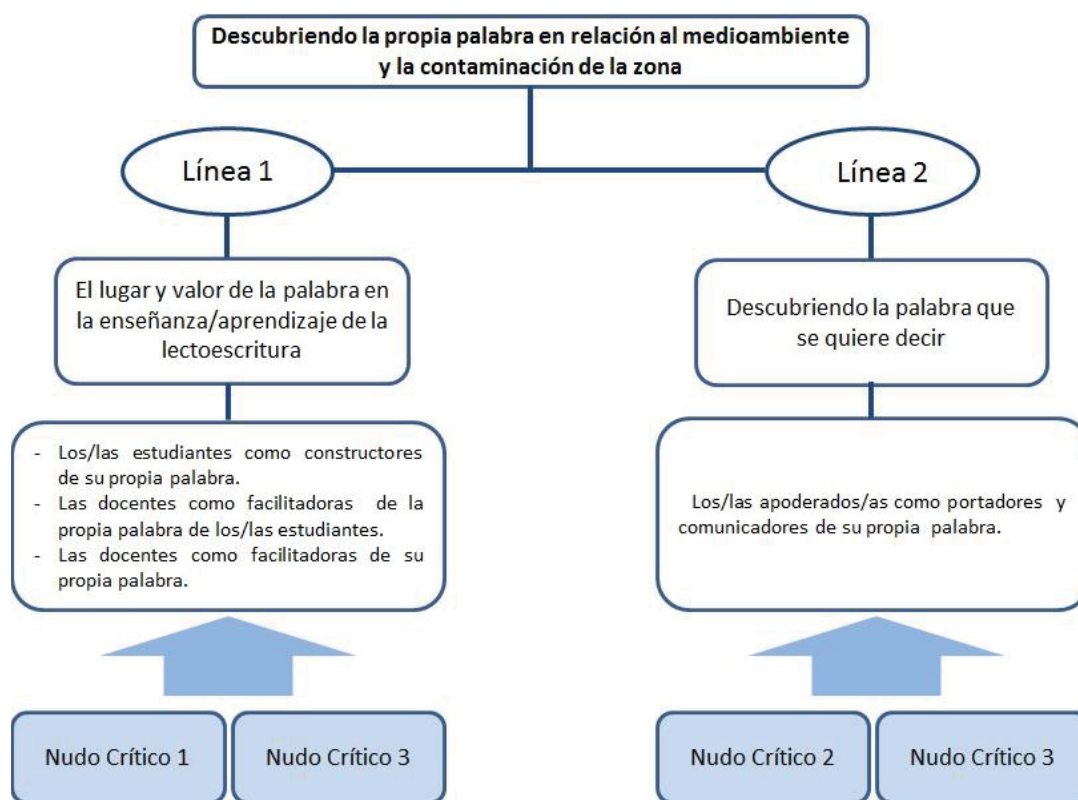 Descubriendo la propia palabra en relación al medioambiente
y la contaminación de la zona
Línea 1
Línea 2
El lugar y valor de la palabra en
la enseñanza/aprendizaje de la
lectoescritura
Descubriendo la palabra que
se quiere decir
- Los/las estudiantes como constructores
de su propia palabra.
- Las docentes como facilitadoras de la
propia palabra de los/las estudiantes.
- Las docentes como facilitadoras de su
propia palabra.
Los/las apoderados/as como portadores y
comunicadores de su propia palabra.
Nudo Crítico 1
Nudo Crítico 3
Nudo Crítico 2
Nudo Crítico 3